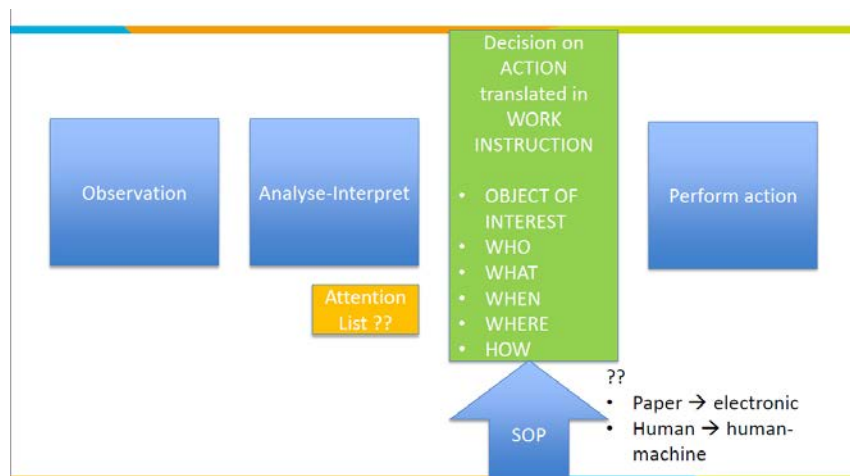 Observation
Analyse-Interpret
Attention
List ??
Decision on
ACTION
translated in
WORK
INSTRUCTION
• OBJECT OF
INTEREST
• WHO
• WHAT
• WHEN
• WHERE
• HOW
Perform action
SOP
??
• Paper → electronic
• Human → human-
machine